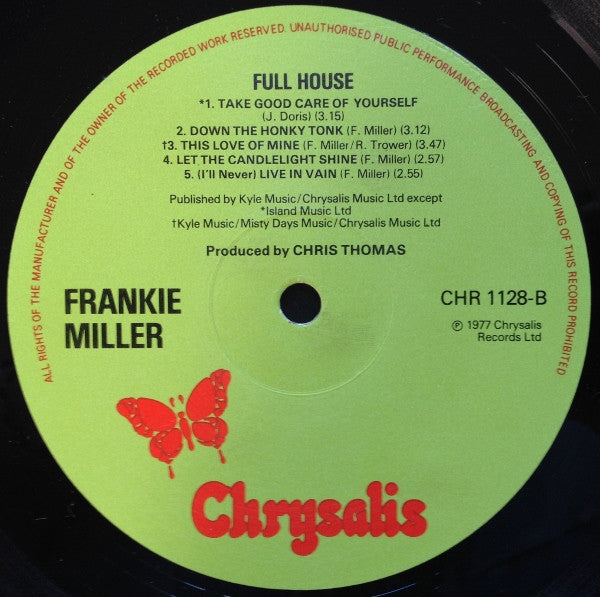 ALL RIGHTS OF THE MANUFACTURER AND OF THE OWNER OF THE RECORDED WORK RESERVED. UNAUTHORISED PUBLIC PERFORMANCE BROADCASTING AND COPYING OF THIS RECORD PROHIBITED
FULL HOUSE
*1. TAKE GOOD CARE OF YOURSELF
(J. Doris) (3.15)
2. DOWN THE HONKY TONK (F. Miller) (3.12)
†3. THIS LOVE OF MINE (F. Miller/R. Trower) (3.47)
4. LET THE CANDLELIGHT SHINE (F. Miller) (2.57)
5. (I'll Never) LIVE IN VAIN (F. Miller) (2.55)
Published by Kyle Music/Chrysalis Music Ltd except
*Island Music Ltd
†Kyle Music/Misty Days Music/Chrysalis Music Ltd
Produced by CHRIS THOMAS
FRANKIE
MILLER
CHR 1128-B
℗ 1977 Chrysalis
Records Ltd
Chrysalis